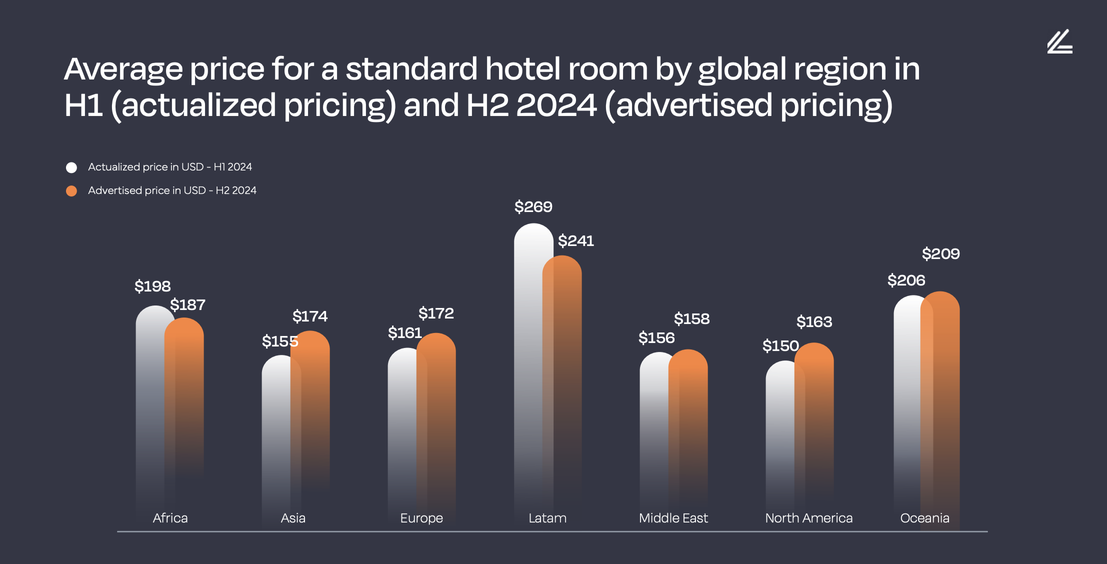 Average price for a standard hotel room by global region in
H1 (actualized pricing) and H2 2024 (advertised pricing)
Actualized price in USD - H1 2024
Advertised price in USD - H2 2024
$198
$187
$155
$174
$161
$172
$269
$241
$156
$158
$150
$163
$206
$209
Africa
Asia
Europe
Latam
Middle East
North America
Oceania